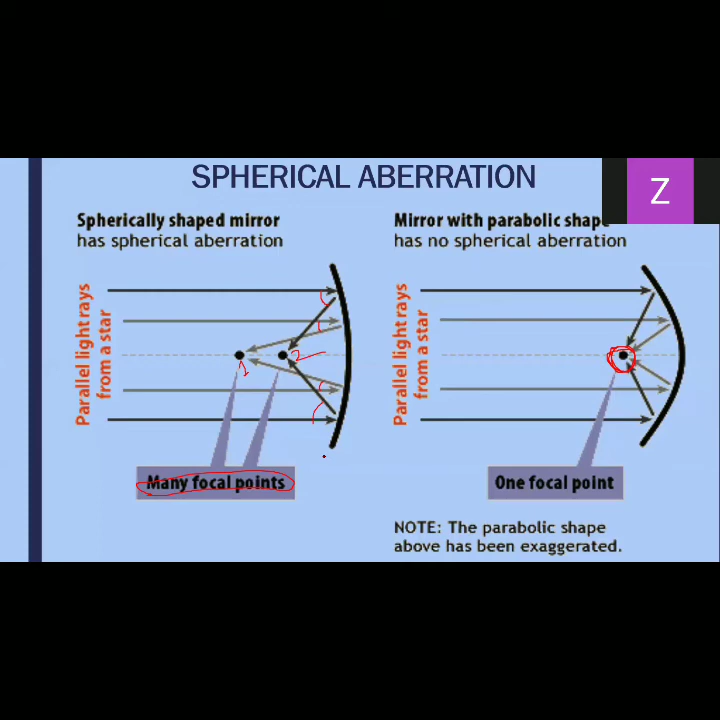 SPHERICAL ABERRATION
Z
Spherically shaped mirror
has spherical aberration
Parallel light rays
from a star
1
2
Many focal points
Mirror with parabolic shape
has no spherical aberration
Parallel light rays
from a star
One focal point
NOTE: The parabolic shape
above has been exaggerated.